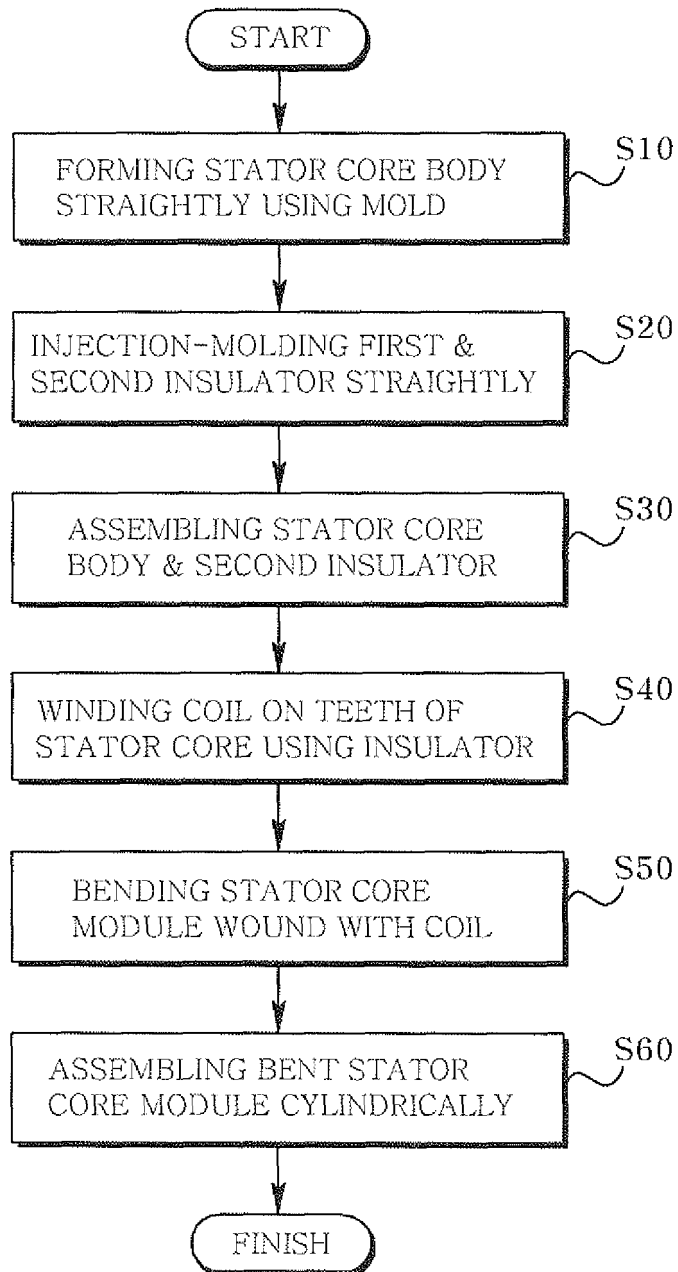 START
FORMING STATOR CORE BODY
STRAIGHTLY USING MOLD
S10
INJECTION-MOLDING FIRST &
SECOND INSULATOR STRAIGHTLY
S20
ASSEMBLING STATOR CORE
BODY & SECOND INSULATOR
S30
WINDING COIL ON TEETH OF
STATOR CORE USING INSULATOR
S40
BENDING STATOR CORE
MODULE WOUND WITH COIL
S50
ASSEMBLING BENT STATOR
CORE MODULE CYLINDRICALLY
S60
FINISH